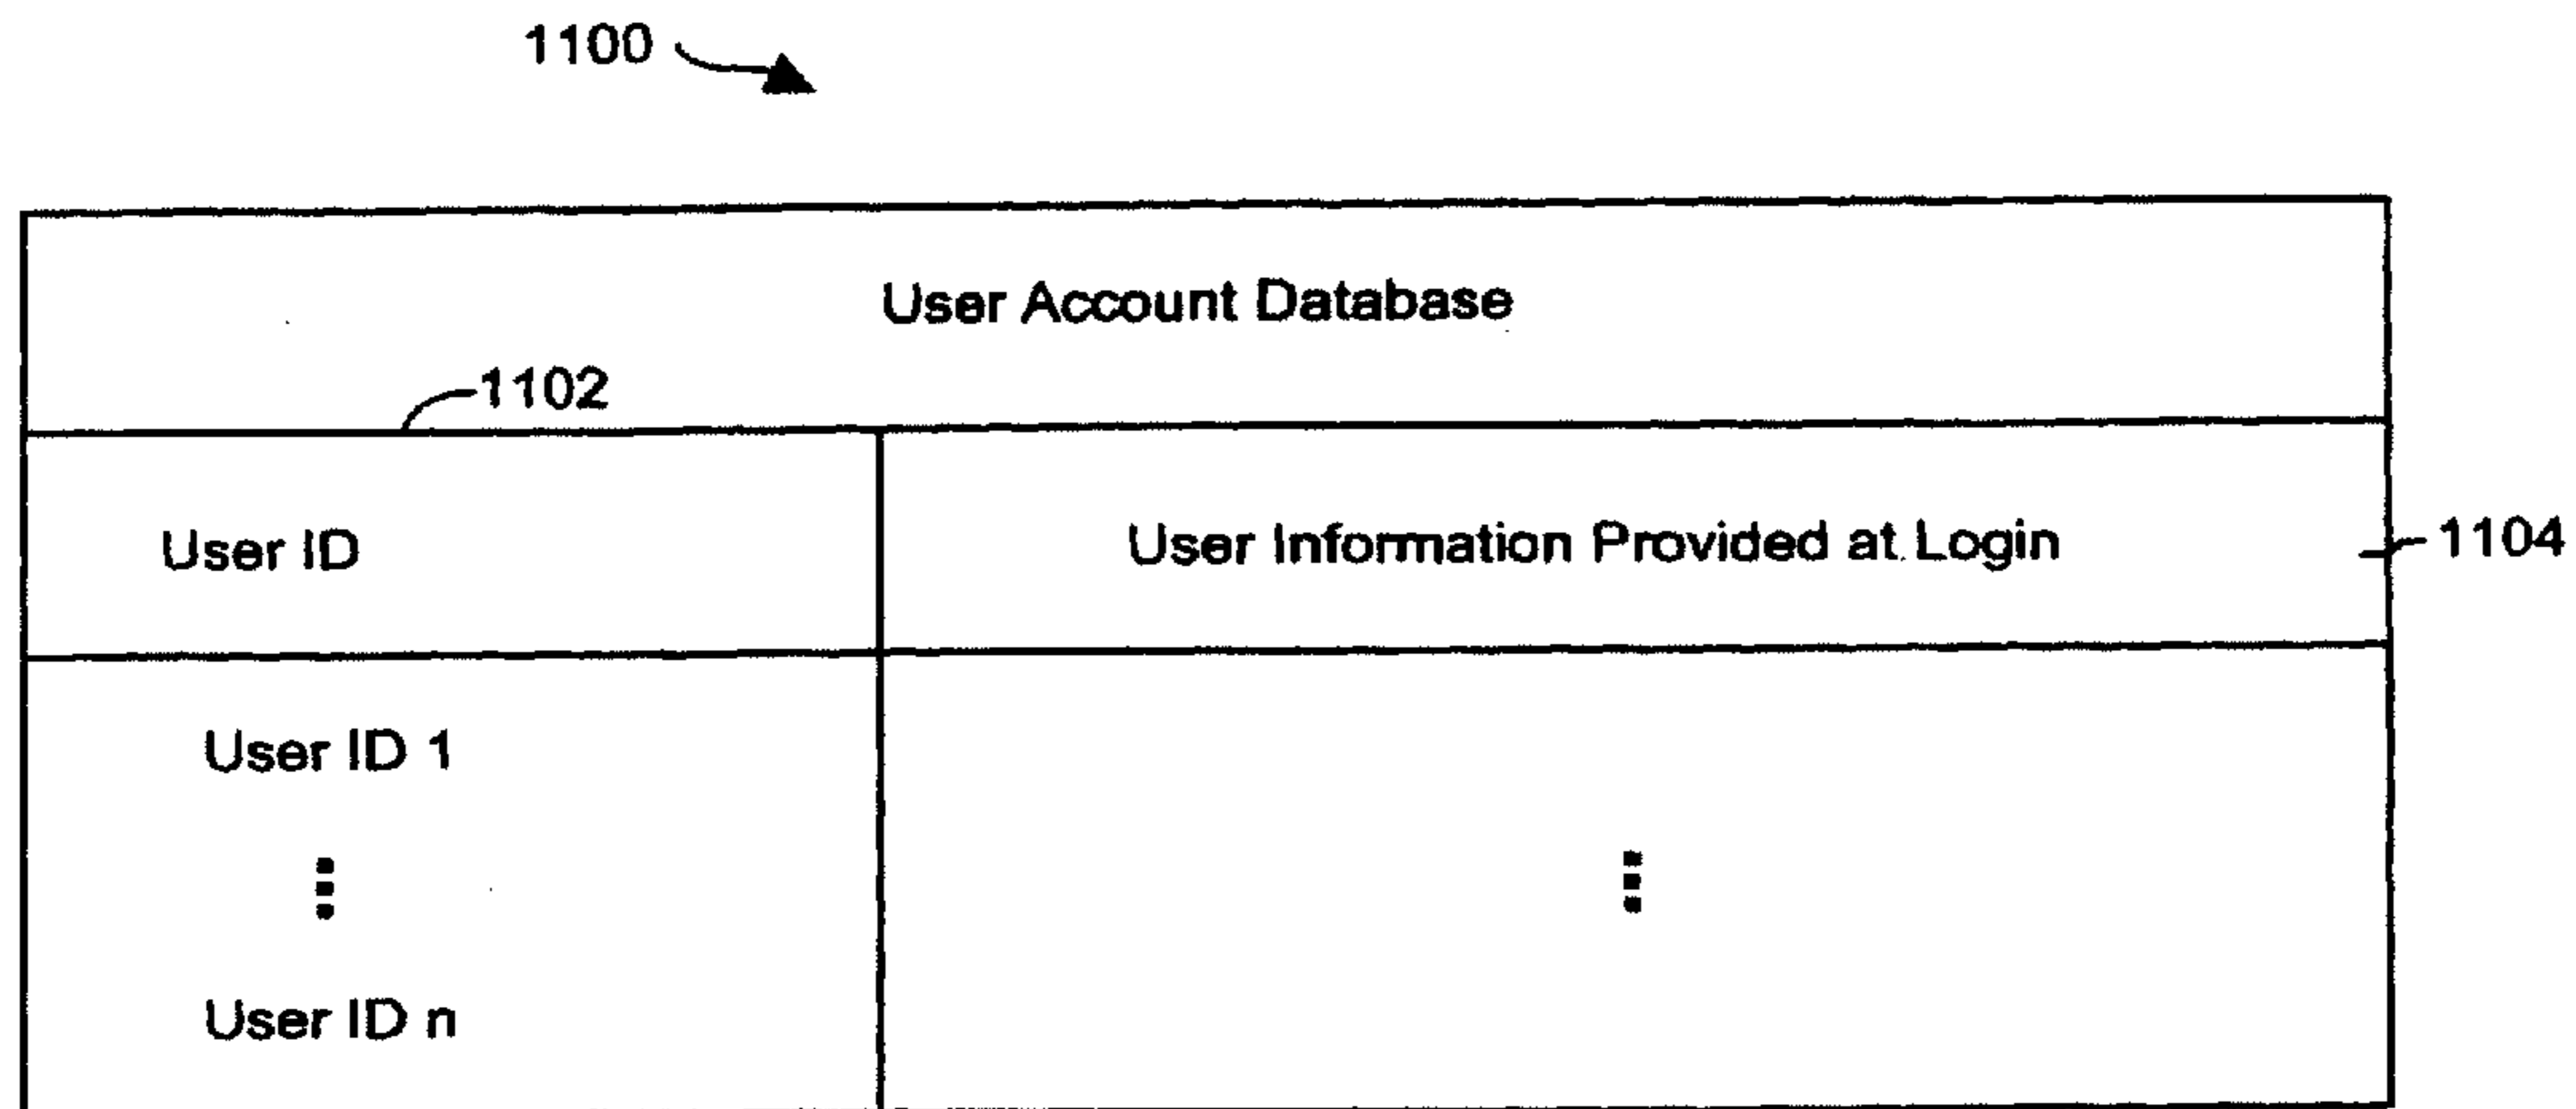 1100
User Account Database
1102
User ID
User Information Provided at Login
1104
User ID 1
User ID n